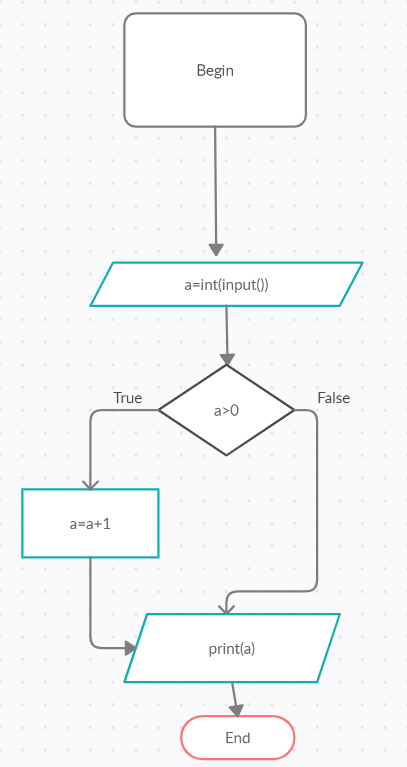 Begin
a=int(input())
a>0
True
False
a=a+1
print(a)
End